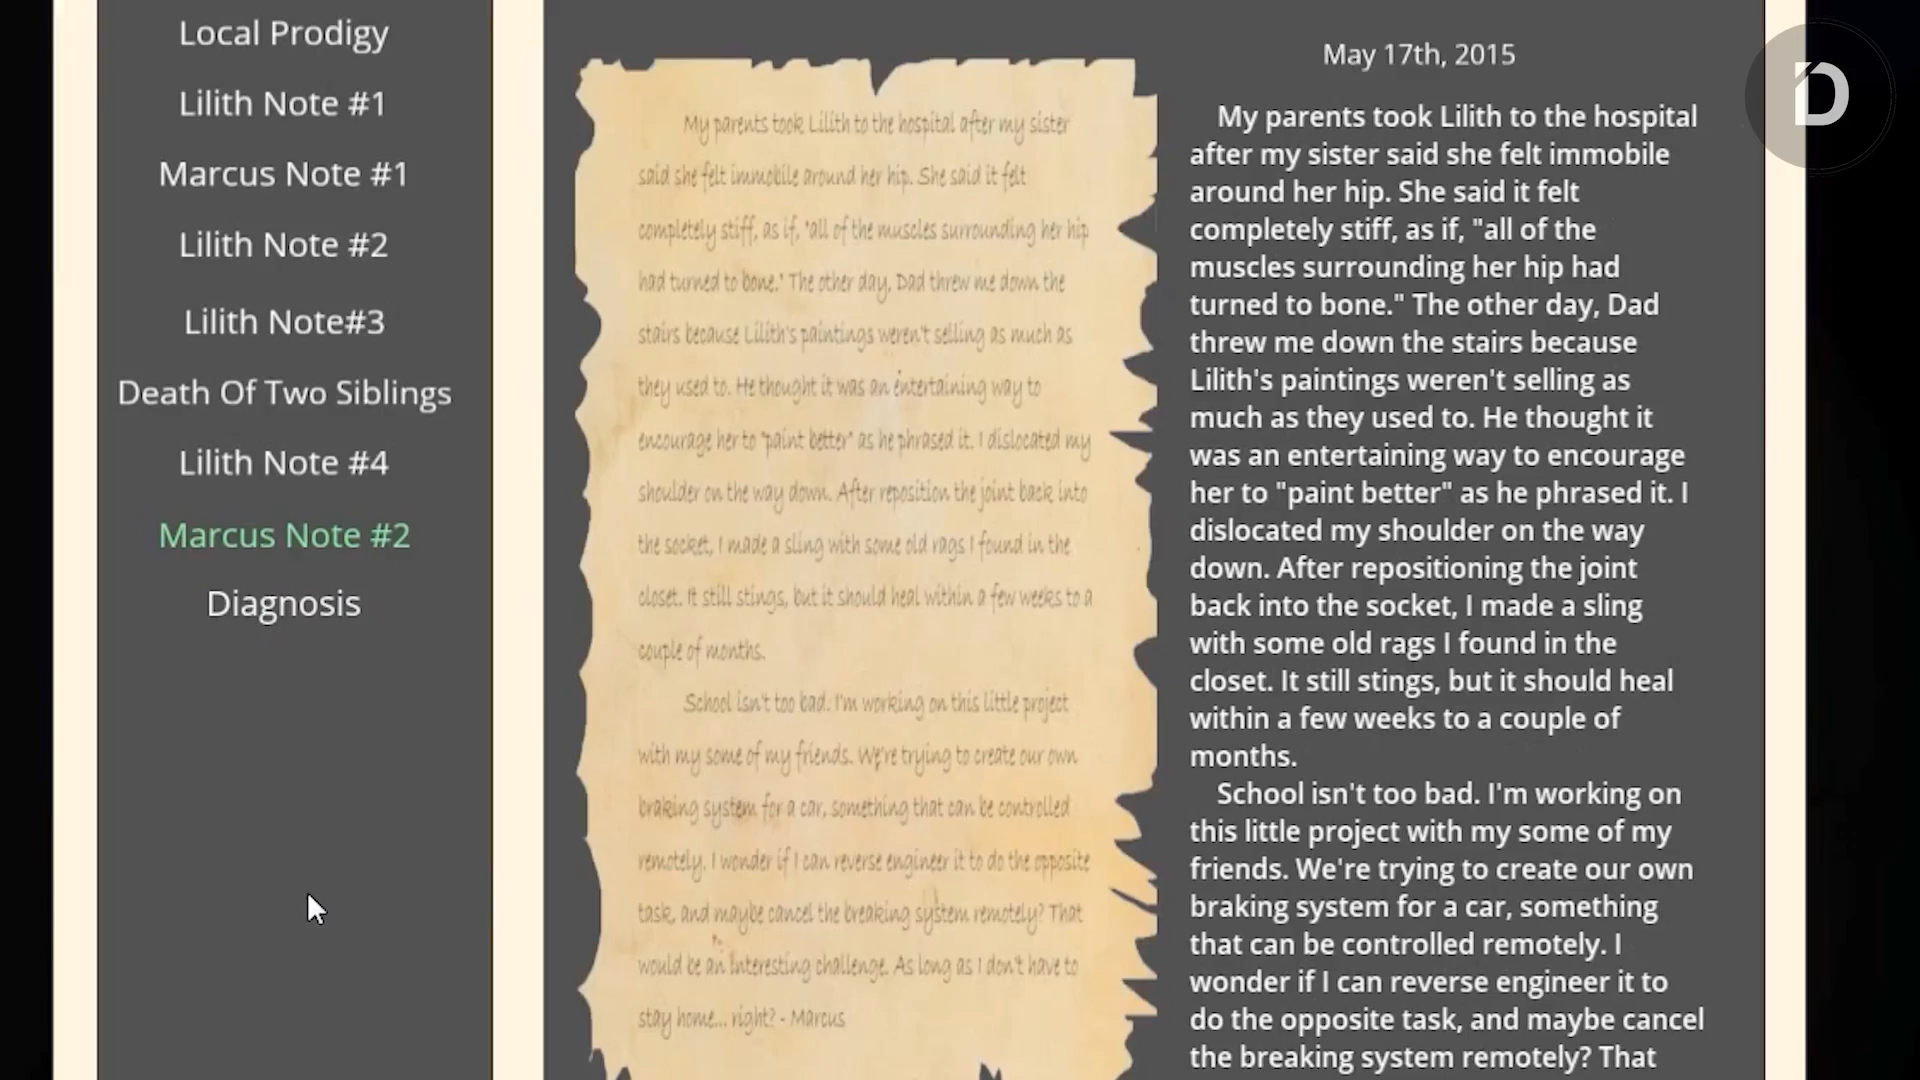 Local Prodigy
Lilith Note #1
Marcus Note #1
Lilith Note #2
Lilith Note#3
Death Of Two Siblings
Lilith Note #4
Marcus Note #2
Diagnosis
My parents took Lilith to the hospital after my sister
said she felt immobile around her hip. She said it felt
completely stiff, as if, "all of the muscles surrounding her hip
had turned to bone." The other day, Dad threw me down the
stairs because Lilith's paintings weren't selling as much as
they used to. He thought it was an entertaining way to
encourage her to "paint better" as he phrased it. I dislocated my
shoulder on the way down. After reposition the joint back into
the socket, I made a sling with some old rags I found in the
closet. It still stings, but it should heal within a few weeks to a
couple of months.
School isn't too bad. I'm working on this little project
with my some of my friends. We're trying to create our own
braking system for a car, something that can be controlled
remotely. I wonder if I can reverse engineer it to do the opposite
task, and maybe cancel the breaking system remotely? That
would be an interesting challenge. As long as I don't have to
stay home... right? - Marcus
May 17th, 2015
My parents took Lilith to the hospital
after my sister said she felt immobile
around her hip. She said it felt
completely stiff, as if, "all of the
muscles surrounding her hip had
turned to bone." The other day, Dad
threw me down the stairs because
Lilith's paintings weren't selling as
much as they used to. He thought it
was an entertaining way to encourage
her to "paint better" as he phrased it. I
dislocated my shoulder on the way
down. After repositioning the joint
back into the socket, I made a sling
with some old rags I found in the
closet. It still stings, but it should heal
within a few weeks to a couple of
months.
School isn't too bad. I'm working on
this little project with my some of my
friends. We're trying to create our own
braking system for a car, something
that can be controlled remotely. I
wonder if I can reverse engineer it to
do the opposite task, and maybe cancel
the breaking system remotely? That
D